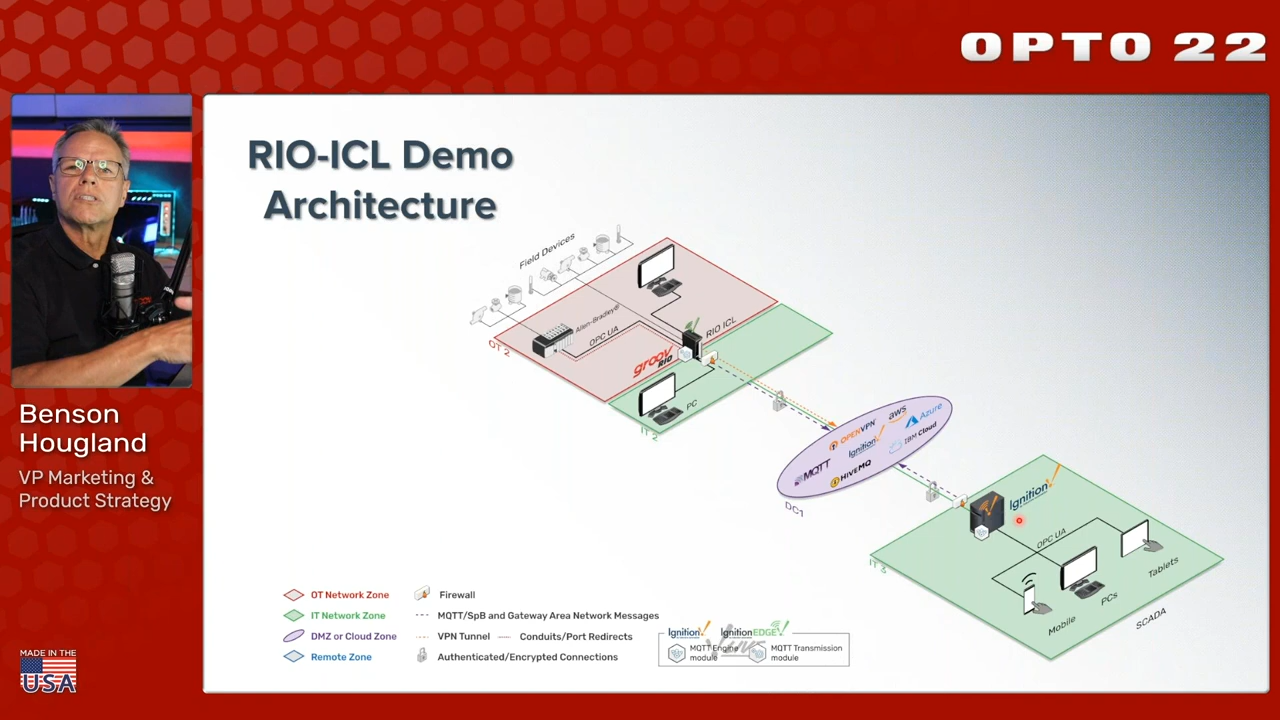 OPTO 22
RIO-ICL Demo
Architecture
Field Devices
Allen-Bradley®
OPC UA
RIO ICL
groov
RIO
OT 2
PC
IT 2
OPENVPN
aws
Azure
Ignition
IBM Cloud
MQTT
HIVEMQ
DC1
Ignition
OPC UA
Tablets
PCs
Mobile
SCADA
IT 3
Benson
Hougland
VP Marketing &
Product Strategy
OT Network Zone
Firewall
IT Network Zone
MQTT/SpB and Gateway Area Network Messages
DMZ or Cloud Zone
VPN Tunnel
Conduits/Port Redirects
Remote Zone
Authenticated/Encrypted Connections
Ignition
IgnitionEDGE
MQTT Engine
module
MQTT Transmission
module
MADE IN THE
USA